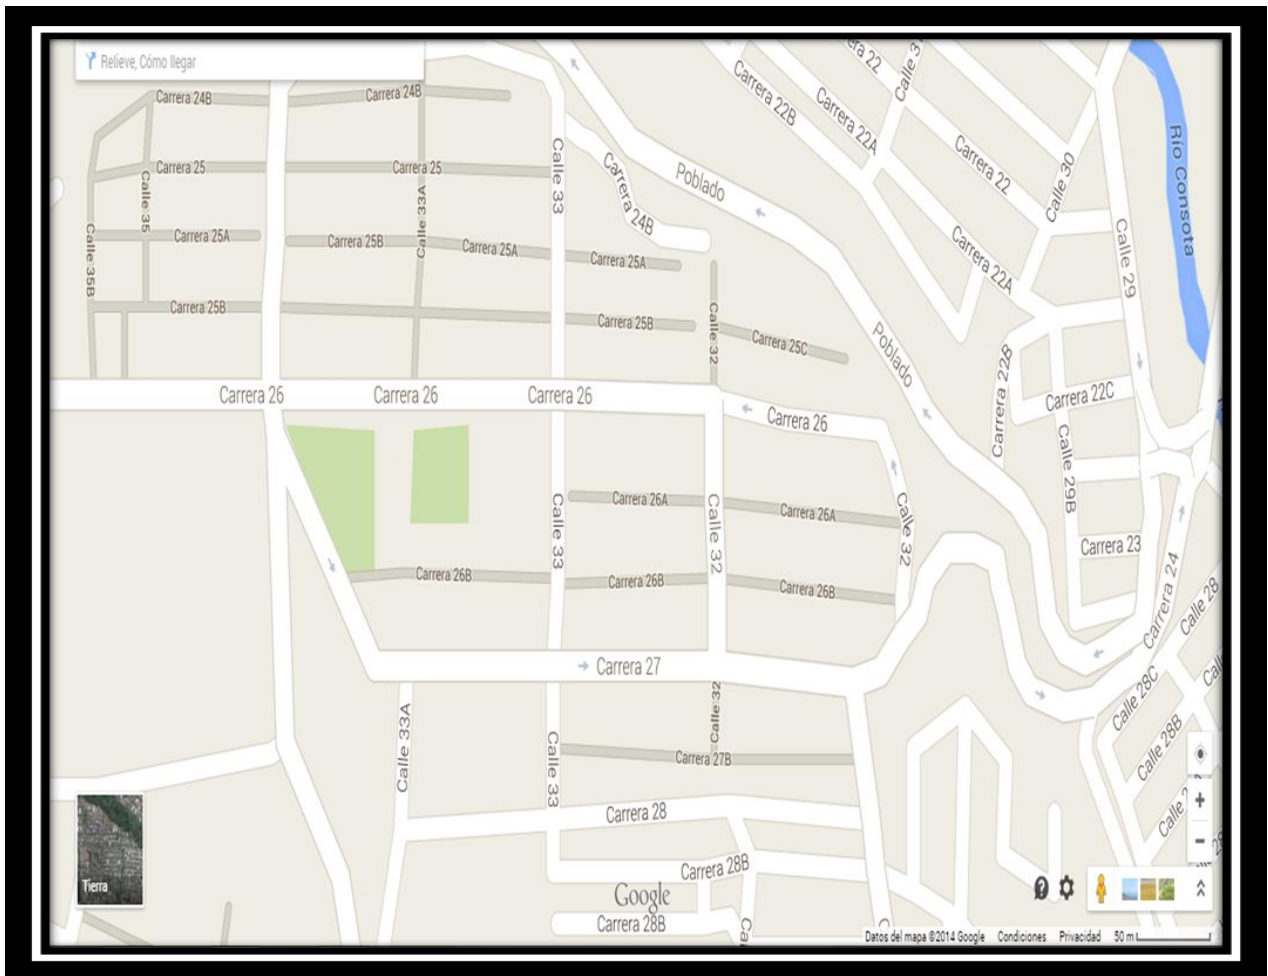 Relieve, Cómo llegar
Carrera 24B
Carrera 24B
Carrera 22B
Carrera 22A
Carrera 22
Calle 30
Río Consota
Carrera 25
Carrera 25
Calle 33
Carrera 24B
Poblado
Calle 35
Calle 33A
Calle 35B
Carrera 25A
Carrera 25B
Carrera 25A
Carrera 25A
Carrera 22A
Calle 29
Carrera 25B
Carrera 25B
Calle 32
Carrera 25C
Poblado
Carrera 22B
Carrera 22C
Carrera 26
Carrera 26
Carrera 26
Carrera 26
Calle 29B
Calle 33
Carrera 26A
Calle 32
Carrera 26A
Calle 32
Carrera 23
Carrera 26B
Carrera 26B
Carrera 26B
Carrera 24
Calle 28
Carrera 27
Calle 28C
Calle 33A
Calle 32
Calle 33
Carrera 27B
Calle 28B
Carrera 28
Carrera 28B
Tierra
Google
Carrera 28B
Datos del mapa ©2014 Google Condiciones Privacidad 50 m